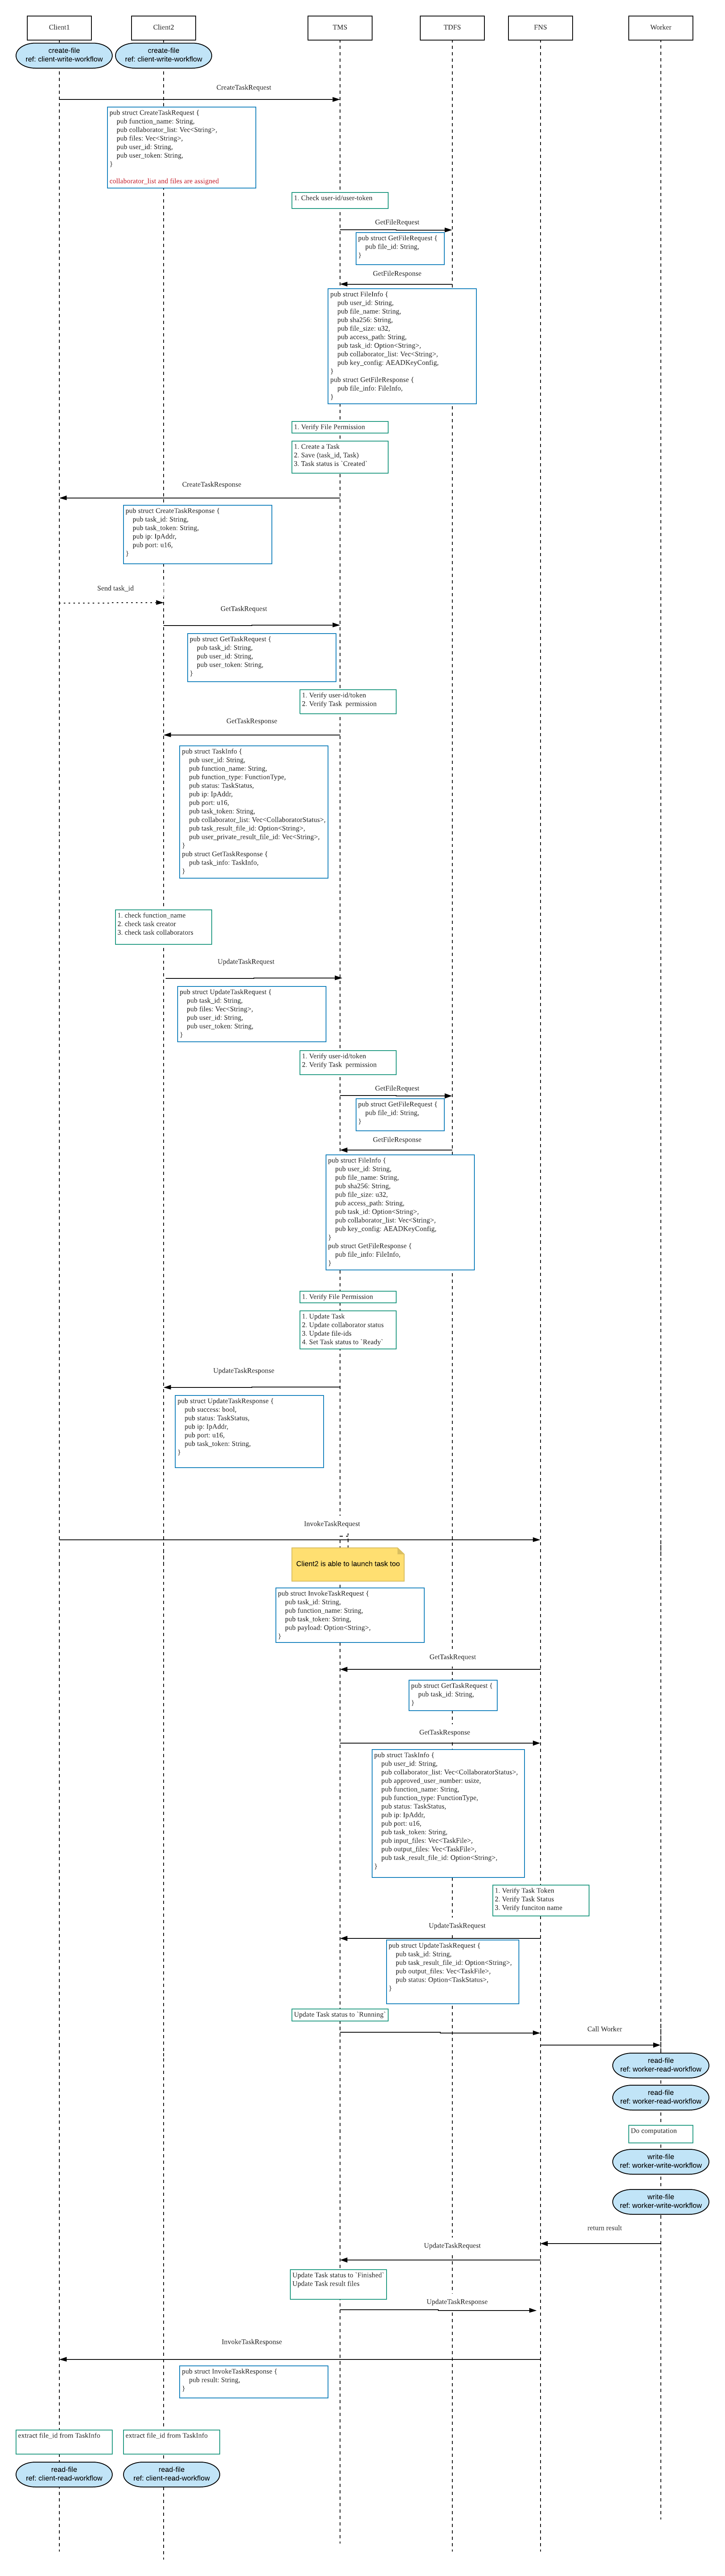 Client1
Client2
TMS
TDFS
FNS
Worker
create-file
ref: client-write-workflow
create-file
ref: client-write-workflow
CreateTaskRequest
pub struct CreateTaskRequest {
pub function_name: String,
pub collaborator_list: Vec<String>,
pub files: Vec<String>,
pub user_id: String,
pub user_token: String,
}
collaborator_list and files are assigned
1. Check user-id/user-token
GetFileRequest
pub struct GetFileRequest {
pub file_id: String,
}
GetFileResponse
pub struct FileInfo {
pub user_id: String,
pub file_name: String,
pub sha256: String,
pub file_size: u32,
pub access_path: String,
pub task_id: Option<String>,
pub collaborator_list: Vec<String>,
pub key_config: AEADKeyConfig,
}
pub struct GetFileResponse {
pub file_info: FileInfo,
}
1. Verify File Permission
1. Create a Task
2. Save (task_id, Task)
3. Task status is `Created`
CreateTaskResponse
pub struct CreateTaskResponse {
pub task_id: String,
pub task_token: String,
pub ip: IpAddr,
pub port: u16,
}
Send task_id
GetTaskRequest
pub struct GetTaskRequest {
pub task_id: String,
pub user_id: String,
pub user_token: String,
}
1. Verify user-id/token
2. Verify Task  permission
GetTaskResponse
pub struct TaskInfo {
pub user_id: String,
pub function_name: String,
pub function_type: FunctionType,
pub status: TaskStatus,
pub ip: IpAddr,
pub port: u16,
pub task_token: String,
pub collaborator_list: Vec<CollaboratorStatus>,
pub task_result_file_id: Option<String>,
pub user_private_result_file_id: Vec<String>,
}
pub struct GetTaskResponse {
pub task_info: TaskInfo,
}
1. check function_name
2. check task creator
3. check task collaborators
UpdateTaskRequest
pub struct UpdateTaskRequest {
pub task_id: String,
pub files: Vec<String>,
pub user_id: String,
pub user_token: String,
}
1. Verify user-id/token
2. Verify Task  permission
GetFileRequest
pub struct GetFileRequest {
pub file_id: String,
}
GetFileResponse
pub struct FileInfo {
pub user_id: String,
pub file_name: String,
pub sha256: String,
pub file_size: u32,
pub access_path: String,
pub task_id: Option<String>,
pub collaborator_list: Vec<String>,
pub key_config: AEADKeyConfig,
}
pub struct GetFileResponse {
pub file_info: FileInfo,
}
1. Verify File Permission
1. Update Task
2. Update collaborator status
3. Update file-ids
4. Set Task status to `Ready`
UpdateTaskResponse
pub struct UpdateTaskResponse {
pub success: bool,
pub status: TaskStatus,
pub ip: IpAddr,
pub port: u16,
pub task_token: String,
}
InvokeTaskRequest
Client2 is able to launch task too
pub struct InvokeTaskRequest {
pub task_id: String,
pub function_name: String,
pub task_token: String,
pub payload: Option<String>,
}
GetTaskRequest
pub struct GetTaskRequest {
pub task_id: String,
}
GetTaskResponse
pub struct TaskInfo {
pub user_id: String,
pub collaborator_list: Vec<CollaboratorStatus>,
pub approved_user_number: usize,
pub function_name: String,
pub function_type: FunctionType,
pub status: TaskStatus,
pub ip: IpAddr,
pub port: u16,
pub task_token: String,
pub input_files: Vec<TaskFile>,
pub output_files: Vec<TaskFile>,
pub task_result_file_id: Option<String>,
}
1. Verify Task Token
2. Verify Task Status
3. Verify funciton name
UpdateTaskRequest
pub struct UpdateTaskRequest {
pub task_id: String,
pub task_result_file_id: Option<String>,
pub output_files: Vec<TaskFile>,
pub status: Option<TaskStatus>,
}
Update Task status to `Running`
Call Worker
read-file
ref: worker-read-workflow
read-file
ref: worker-read-workflow
Do computation
write-file
ref: worker-write-workflow
write-file
ref: worker-write-workflow
return result
UpdateTaskRequest
Update Task status to `Finished`
Update Task result files
UpdateTaskResponse
InvokeTaskResponse
pub struct InvokeTaskResponse {
pub result: String,
}
extract file_id from TaskInfo
extract file_id from TaskInfo
read-file
ref: client-read-workflow
read-file
ref: client-read-workflow